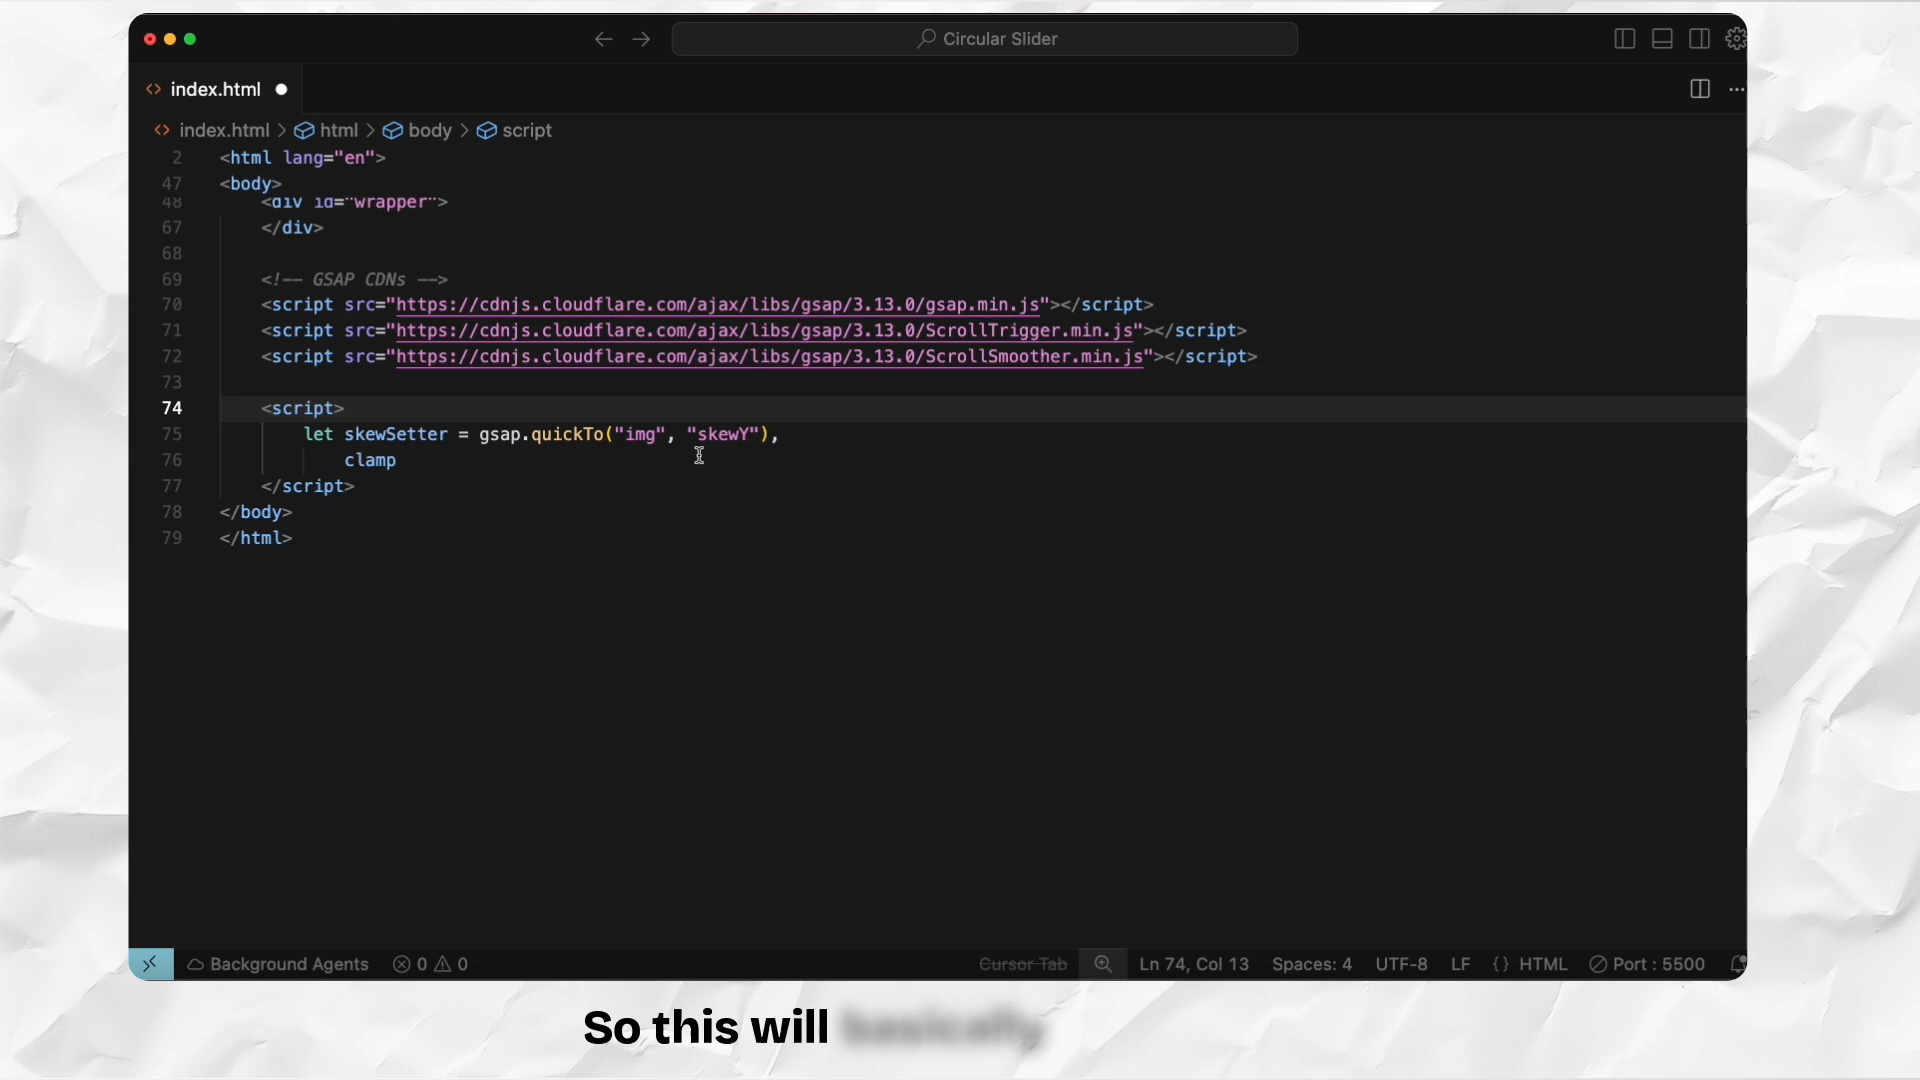 Circular Slider
index.html
index.html > html > body > script
2 <html lang="en">
47 <body>
48 <div id="wrapper">
67 </div>
68
69 <!-- GSAP CDNs -->
70 <script src="https://cdnjs.cloudflare.com/ajax/libs/gsap/3.13.0/gsap.min.js"></script>
71 <script src="https://cdnjs.cloudflare.com/ajax/libs/gsap/3.13.0/ScrollTrigger.min.js"></script>
72 <script src="https://cdnjs.cloudflare.com/ajax/libs/gsap/3.13.0/ScrollSmoother.min.js"></script>
73
74 <script>
75 let skewSetter = gsap.quickTo("img", "skewY"),
76 clamp
77 </script>
78 </body>
79 </html>
Background Agents 0 0 Cursor Tab Ln 74, Col 13 Spaces: 4 UTF-8 LF {} HTML Port : 5500
So this will basically